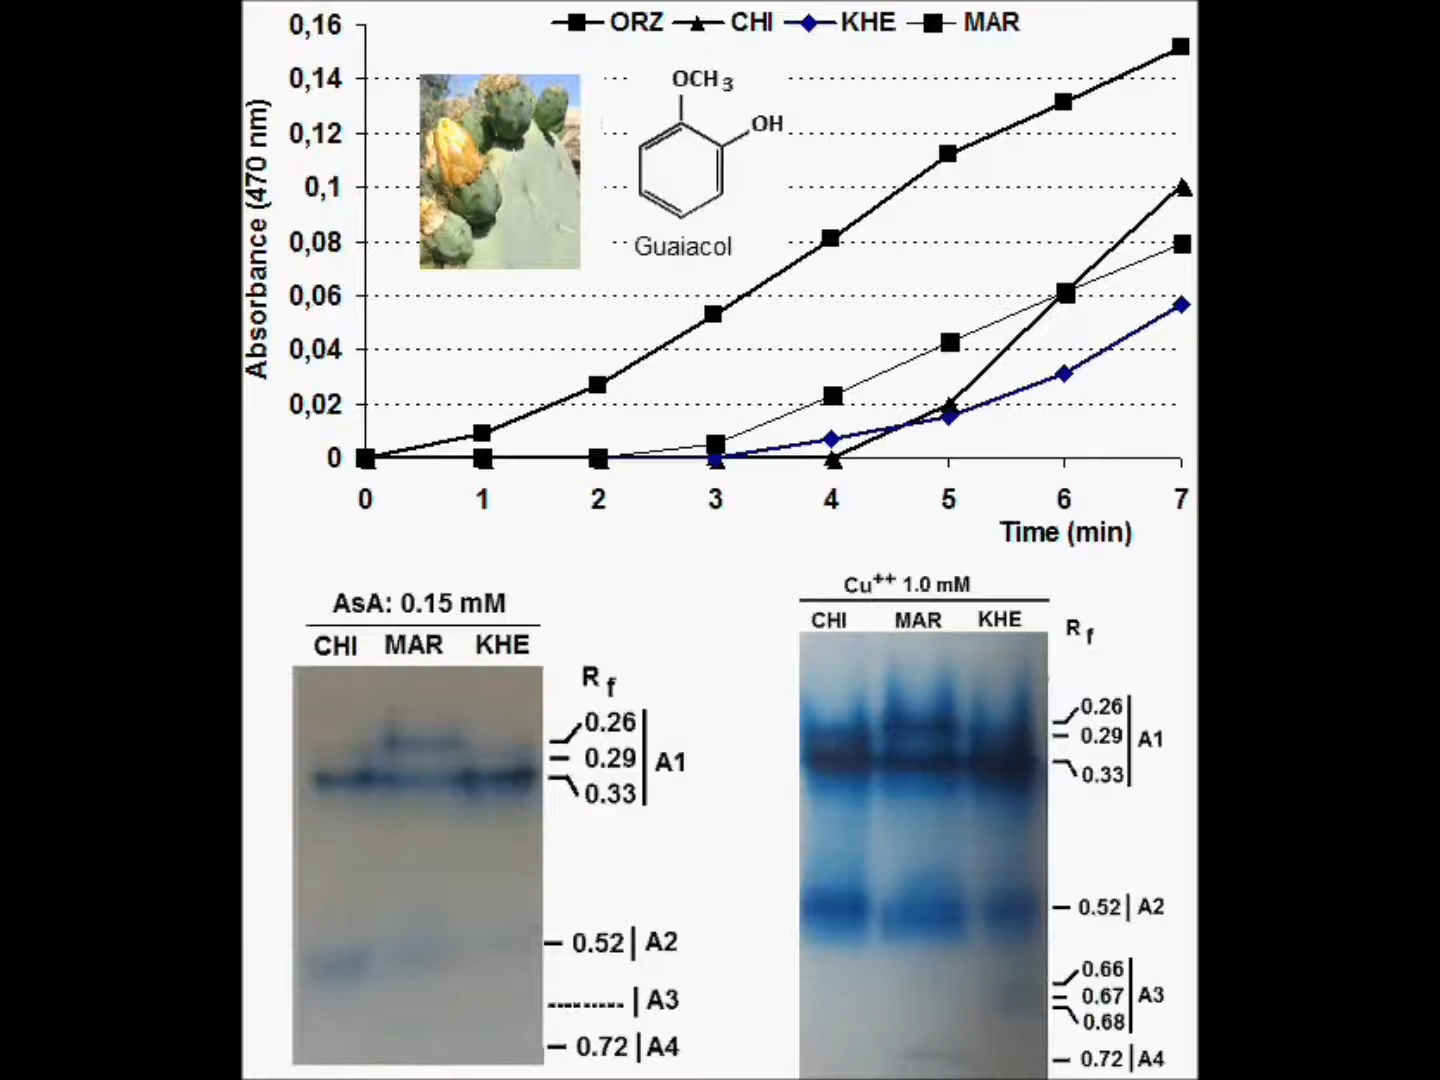 ORZ CHI KHE MAR
0,16
0,14
0,12
0,1
0,08
0,06
0,04
0,02
0
Absorbance (470 nm)
OCH3
OH
Guaiacol
0 1 2 3 4 5 6 7
Time (min)
AsA: 0.15 mM
CHI MAR KHE
Rf
0.26
0.29
0.33
A1
0.52 A2
A3
0.72 A4
Cu++ 1.0 mM
CHI MAR KHE
Rf
0.26
0.29
0.33
A1
0.52 A2
0.66
0.67
0.68
A3
0.72 A4